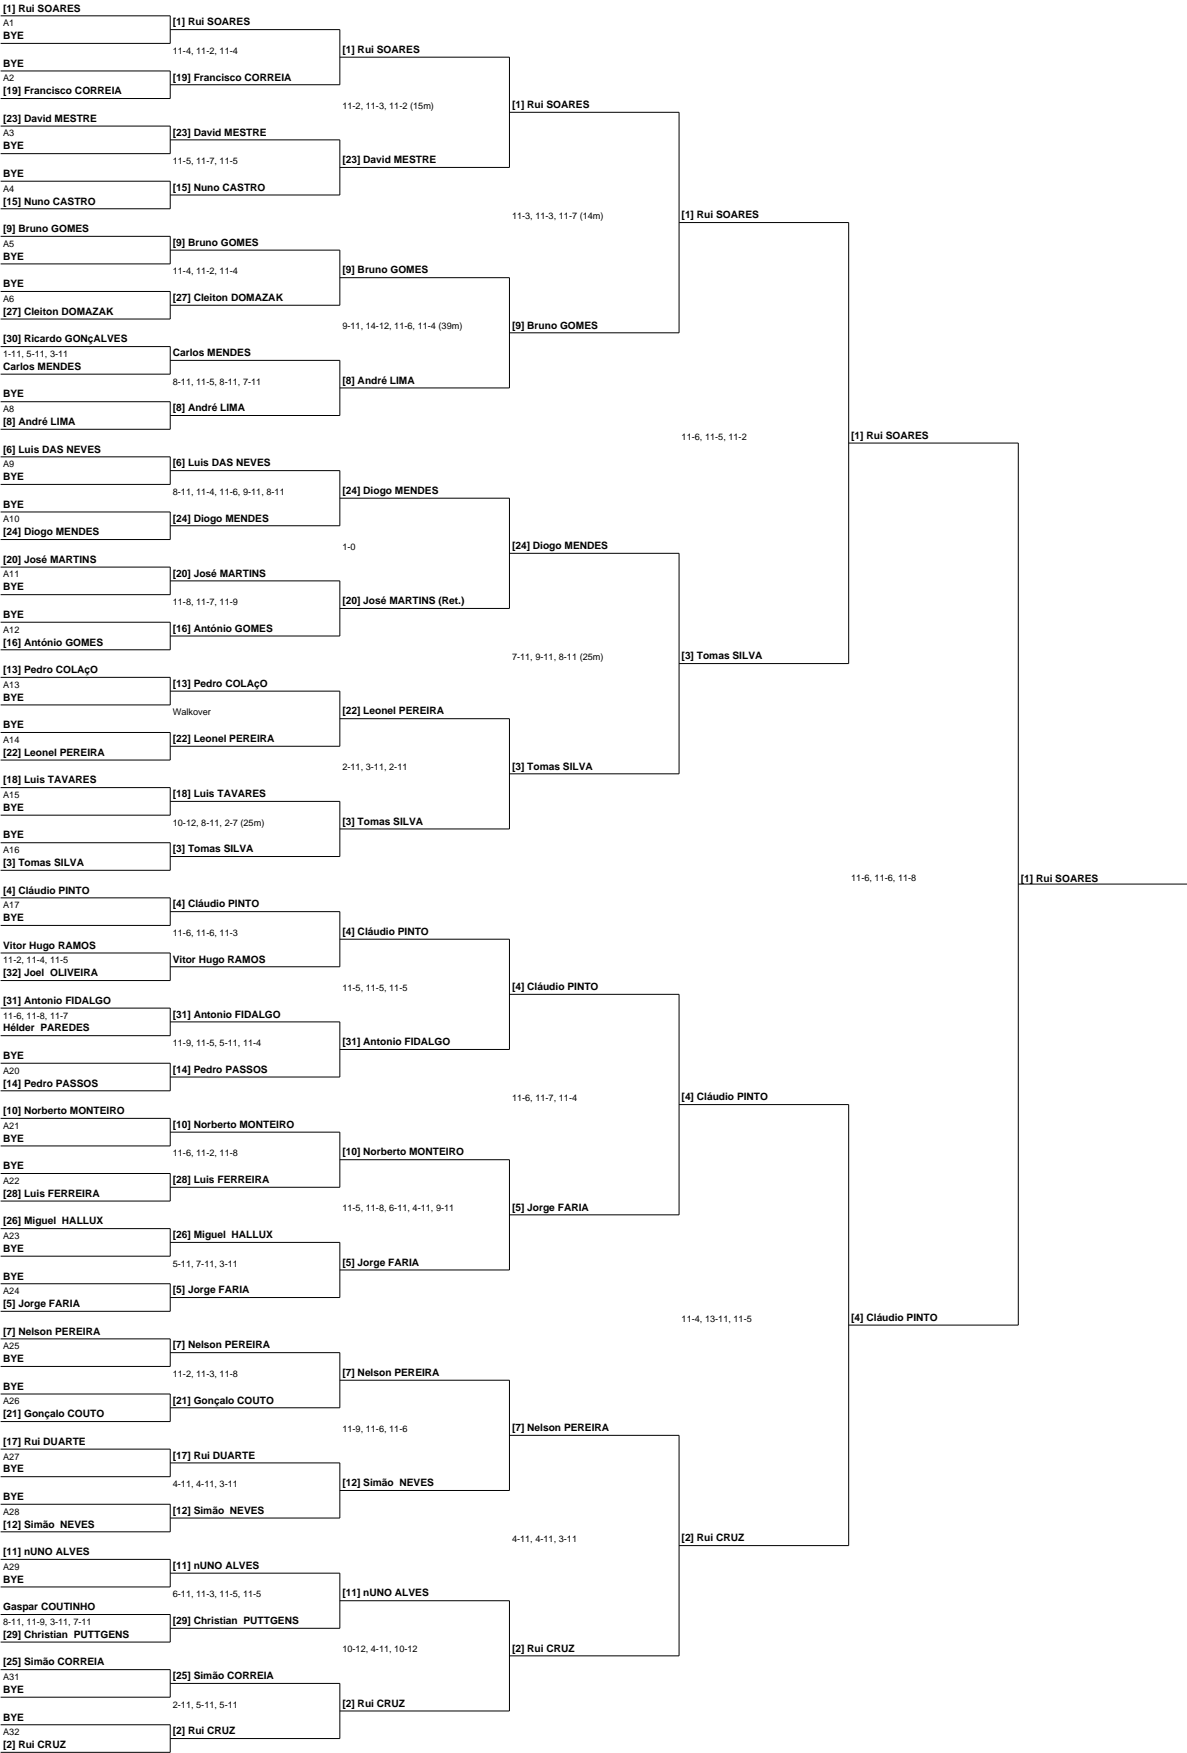 [1] Rui SOARES
A1
BYE
BYE
A2
[19] Francisco CORREIA
[23] David MESTRE
A3
BYE
BYE
A4
[15] Nuno CASTRO
[9] Bruno GOMES
A5
BYE
BYE
A6
[27] Cleiton DOMAZAK
[30] Ricardo GONçALVES
1-11, 5-11, 3-11
Carlos MENDES
BYE
A8
[8] André LIMA
[6] Luis DAS NEVES
A9
BYE
BYE
A10
[24] Diogo MENDES
[20] José MARTINS
A11
BYE
BYE
A12
[16] António GOMES
[13] Pedro COLAçO
A13
BYE
BYE
A14
[22] Leonel PEREIRA
[18] Luis TAVARES
A15
BYE
BYE
A16
[3] Tomas SILVA
[4] Cláudio PINTO
A17
BYE
Vitor Hugo RAMOS
11-2, 11-4, 11-5
[32] Joel  OLIVEIRA
[31] Antonio FIDALGO
11-6, 11-8, 11-7
Hélder  PAREDES
BYE
A20
[14] Pedro PASSOS
[10] Norberto MONTEIRO
A21
BYE
BYE
A22
[28] Luis FERREIRA
[26] Miguel  HALLUX
A23
BYE
BYE
A24
[5] Jorge FARIA
[7] Nelson PEREIRA
A25
BYE
BYE
A26
[21] Gonçalo COUTO
[17] Rui DUARTE
A27
BYE
BYE
A28
[12] Simão  NEVES
[11] nUNO ALVES
A29
BYE
Gaspar COUTINHO
8-11, 11-9, 3-11, 7-11
[29] Christian  PUTTGENS
[25] Simão CORREIA
A31
BYE
BYE
A32
[2] Rui CRUZ
[1] Rui SOARES
11-4, 11-2, 11-4
[19] Francisco CORREIA
[23] David MESTRE
11-5, 11-7, 11-5
[15] Nuno CASTRO
[9] Bruno GOMES
11-4, 11-2, 11-4
[27] Cleiton DOMAZAK
Carlos MENDES
8-11, 11-5, 8-11, 7-11
[8] André LIMA
[6] Luis DAS NEVES
8-11, 11-4, 11-6, 9-11, 8-11
[24] Diogo MENDES
[20] José MARTINS
11-8, 11-7, 11-9
[16] António GOMES
[13] Pedro COLAçO
Walkover
[22] Leonel PEREIRA
[18] Luis TAVARES
10-12, 8-11, 2-7 (25m)
[3] Tomas SILVA
[4] Cláudio PINTO
11-6, 11-6, 11-3
Vitor Hugo RAMOS
[31] Antonio FIDALGO
11-9, 11-5, 5-11, 11-4
[14] Pedro PASSOS
[10] Norberto MONTEIRO
11-6, 11-2, 11-8
[28] Luis FERREIRA
[26] Miguel  HALLUX
5-11, 7-11, 3-11
[5] Jorge FARIA
[7] Nelson PEREIRA
11-2, 11-3, 11-8
[21] Gonçalo COUTO
[17] Rui DUARTE
4-11, 4-11, 3-11
[12] Simão  NEVES
[11] nUNO ALVES
6-11, 11-3, 11-5, 11-5
[29] Christian  PUTTGENS
[25] Simão CORREIA
2-11, 5-11, 5-11
[2] Rui CRUZ
[1] Rui SOARES
11-2, 11-3, 11-2 (15m)
[23] David MESTRE
[9] Bruno GOMES
9-11, 14-12, 11-6, 11-4 (39m)
[8] André LIMA
[24] Diogo MENDES
1-0
[20] José MARTINS (Ret.)
[22] Leonel PEREIRA
2-11, 3-11, 2-11
[3] Tomas SILVA
[4] Cláudio PINTO
11-5, 11-5, 11-5
[31] Antonio FIDALGO
[10] Norberto MONTEIRO
11-5, 11-8, 6-11, 4-11, 9-11
[5] Jorge FARIA
[7] Nelson PEREIRA
11-9, 11-6, 11-6
[12] Simão  NEVES
[11] nUNO ALVES
10-12, 4-11, 10-12
[2] Rui CRUZ
[1] Rui SOARES
11-3, 11-3, 11-7 (14m)
[9] Bruno GOMES
[24] Diogo MENDES
7-11, 9-11, 8-11 (25m)
[3] Tomas SILVA
[4] Cláudio PINTO
11-6, 11-7, 11-4
[5] Jorge FARIA
[7] Nelson PEREIRA
4-11, 4-11, 3-11
[2] Rui CRUZ
[1] Rui SOARES
11-6, 11-5, 11-2
[3] Tomas SILVA
[4] Cláudio PINTO
11-4, 13-11, 11-5
[2] Rui CRUZ
[1] Rui SOARES
11-6, 11-6, 11-8
[4] Cláudio PINTO
[1] Rui SOARES